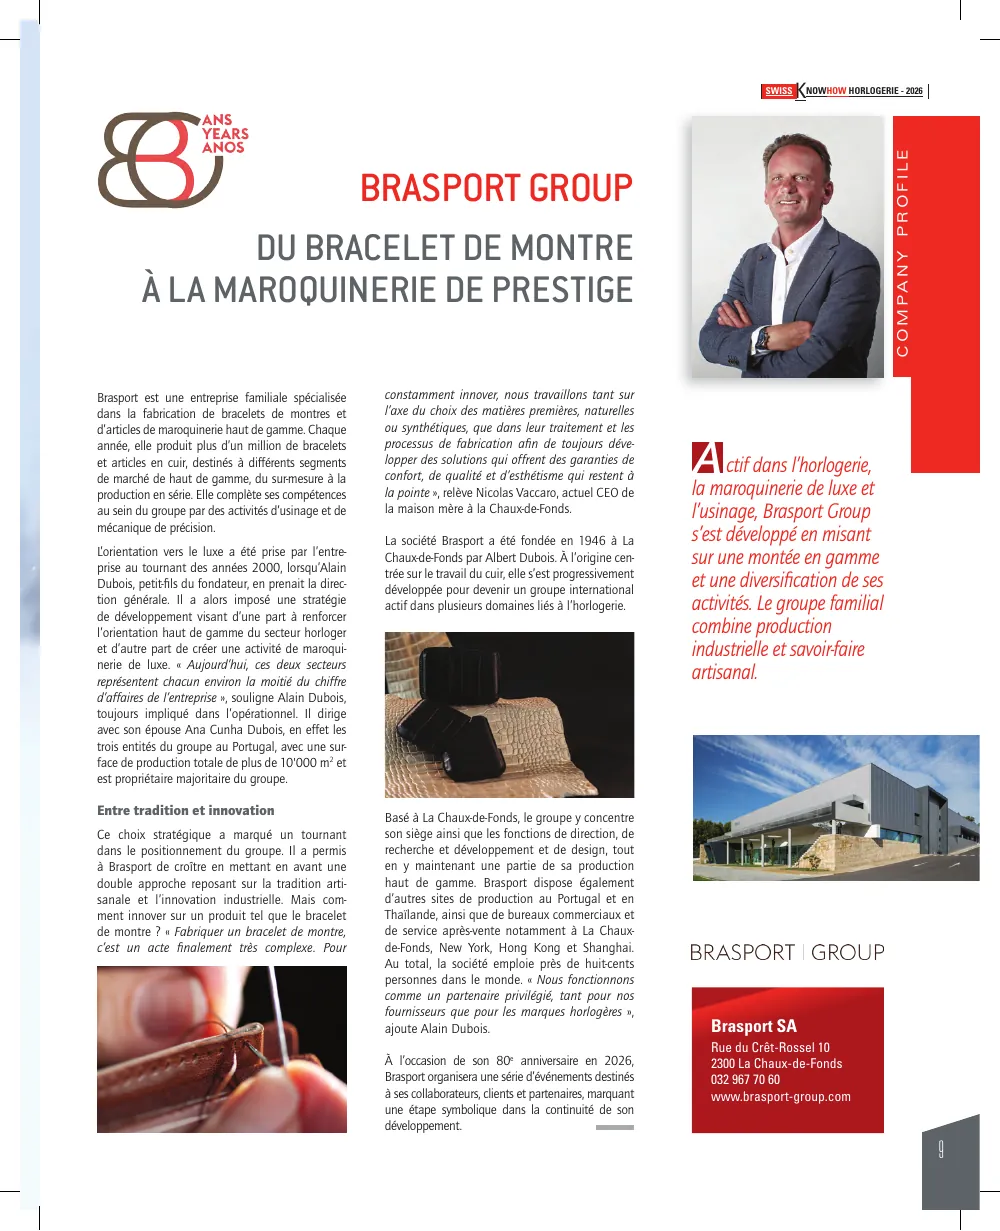 SWISS KNOWHOW HORLOGERIE - 2026
ANS
YEARS
ANOS
BRASPORT GROUP
DU BRACELET DE MONTRE
À LA MAROQUINERIE DE PRESTIGE
COMPANY PROFILE
Brasport est une entreprise familiale spécialisée
dans la fabrication de bracelets de montres et
d'articles de maroquinerie haut de gamme. Chaque
année, elle produit plus d'un million de bracelets
et articles en cuir, destinés à différents segments
de marché de haut de gamme, du sur-mesure à la
production en série. Elle complète ses compétences
au sein du groupe par des activités d'usinage et de
mécanique de précision.
L'orientation vers le luxe a été prise par l'entre-
prise au tournant des années 2000, lorsqu'Alain
Dubois, petit-fils du fondateur, en prenait la direc-
tion générale. Il a alors imposé une stratégie
de développement visant d'une part à renforcer
l'orientation haut de gamme du secteur horloger
et d'autre part de créer une activité de maroqui-
nerie de luxe. « Aujourd'hui, ces deux secteurs
représentent chacun environ la moitié du chiffre
d'affaires de l'entreprise », souligne Alain Dubois,
toujours impliqué dans l'opérationnel. Il dirige
avec son épouse Ana Cunha Dubois, en effet les
trois entités du groupe au Portugal, avec une sur-
face de production totale de plus de 10'000 m² et
est propriétaire majoritaire du groupe.
Entre tradition et innovation
Ce choix stratégique a marqué un tournant
dans le positionnement du groupe. Il a permis
à Brasport de croître en mettant en avant une
double approche reposant sur la tradition arti-
sanale et l'innovation industrielle. Mais com-
ment innover sur un produit tel que le bracelet
de montre ? « Fabriquer un bracelet de montre,
c'est un acte finalement très complexe. Pour
constamment innover, nous travaillons tant sur
l'axe du choix des matières premières, naturelles
ou synthétiques, que dans leur traitement et les
processus de fabrication afin de toujours déve-
lopper des solutions qui offrent des garanties de
confort, de qualité et d'esthétisme qui restent à
la pointe », relève Nicolas Vaccaro, actuel CEO de
la maison mère à la Chaux-de-Fonds.
La société Brasport a été fondée en 1946 à La
Chaux-de-Fonds par Albert Dubois. À l'origine cen-
trée sur le travail du cuir, elle s'est progressivement
développée pour devenir un groupe international
actif dans plusieurs domaines liés à l'horlogerie.
Basé à La Chaux-de-Fonds, le groupe y concentre
son siège ainsi que les fonctions de direction, de
recherche et développement et de design, tout
en y maintenant une partie de sa production
haut de gamme. Brasport dispose également
d'autres sites de production au Portugal et en
Thaïlande, ainsi que de bureaux commerciaux et
de service après-vente notamment à La Chaux-
de-Fonds, New York, Hong Kong et Shanghai.
Au total, la société emploie près de huit-cents
personnes dans le monde. « Nous fonctionnons
comme un partenaire privilégié, tant pour nos
fournisseurs que pour les marques horlogères »,
ajoute Alain Dubois.
À l'occasion de son 80e anniversaire en 2026,
Brasport organisera une série d'événements destinés
à ses collaborateurs, clients et partenaires, marquant
une étape symbolique dans la continuité de son
développement.
Actif dans l'horlogerie,
la maroquinerie de luxe et
l'usinage, Brasport Group
s'est développé en misant
sur une montée en gamme
et une diversification de ses
activités. Le groupe familial
combine production
industrielle et savoir-faire
artisanal.
BRASPORT | GROUP
Brasport SA
Rue du Crêt-Rossel 10
2300 La Chaux-de-Fonds
032 967 70 60
www.brasport-group.com
9